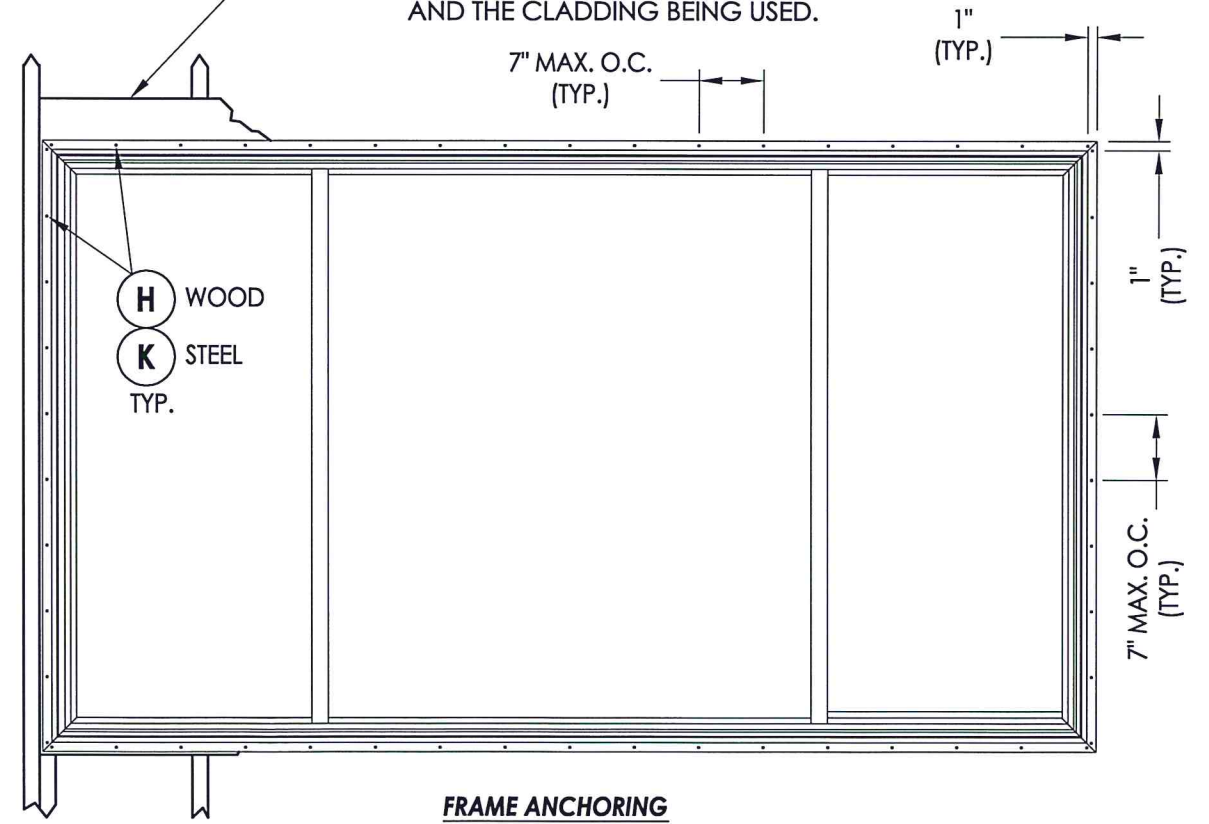 AND THE CLADDING BEING USED.
1"
(TYP.)
7" MAX. O.C.
(TYP.)
1"
(TYP.)
H WOOD
K STEEL
TYP.
7" MAX. O.C.
(TYP.)
FRAME ANCHORING